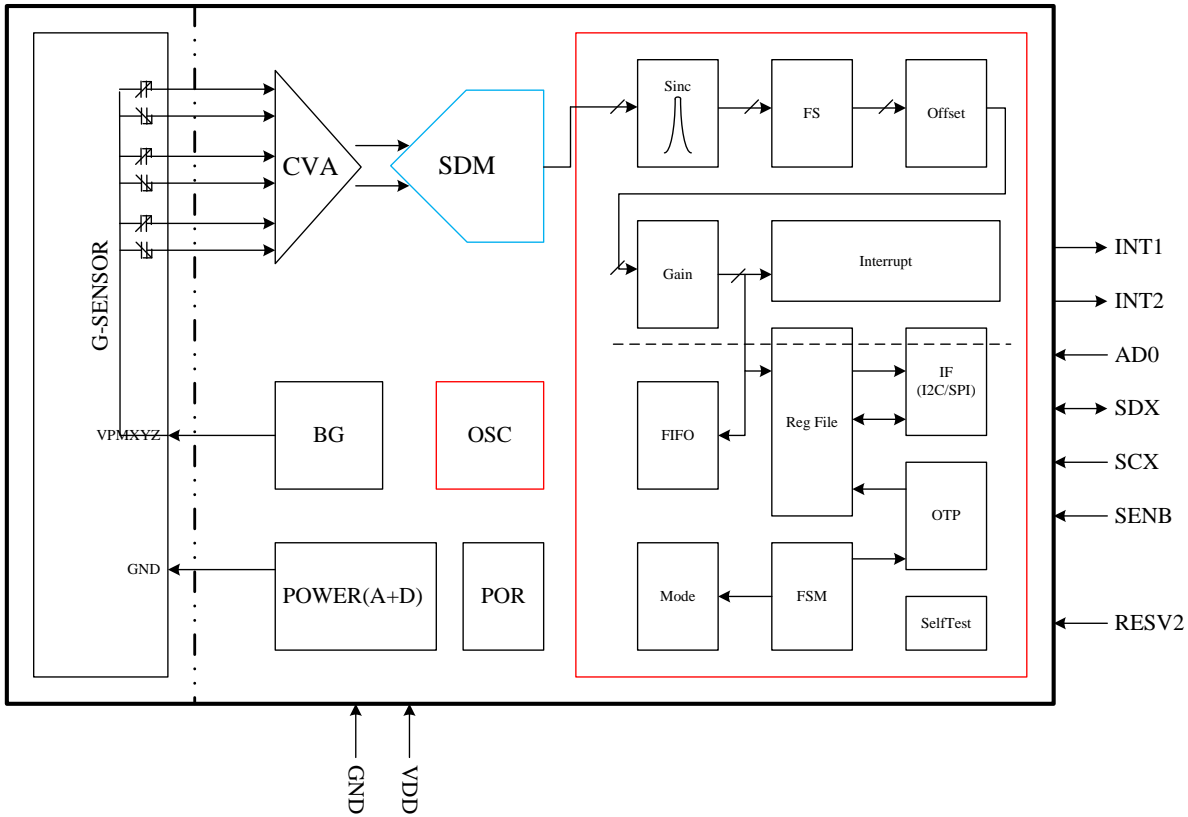 G-SENSOR
VPMXYZ
GND
CVA
SDM
BG
OSC
POWER(A+D)
POR
Sinc
FS
Offset
Gain
Interrupt
FIFO
Reg File
IF
(I2C/SPI)
OTP
Mode
FSM
SelfTest
INT1
INT2
AD0
SDX
SCX
SENB
RESV2
GND
VDD